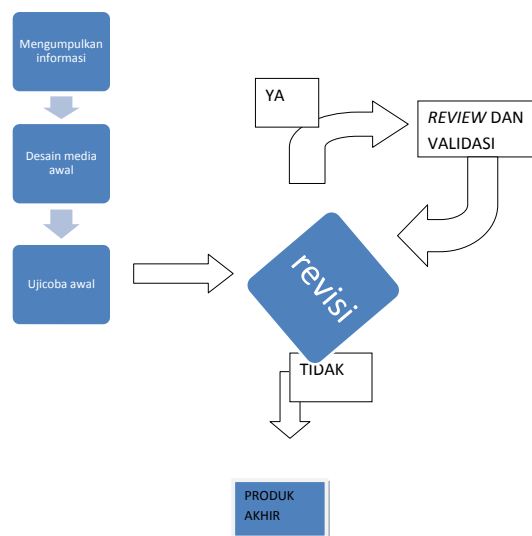 Mengumpulkan
informasi
Desain media
awal
Ujicoba awal
YA
REVIEW DAN
VALIDASI
revisi
TIDAK
PRODUK
AKHIR